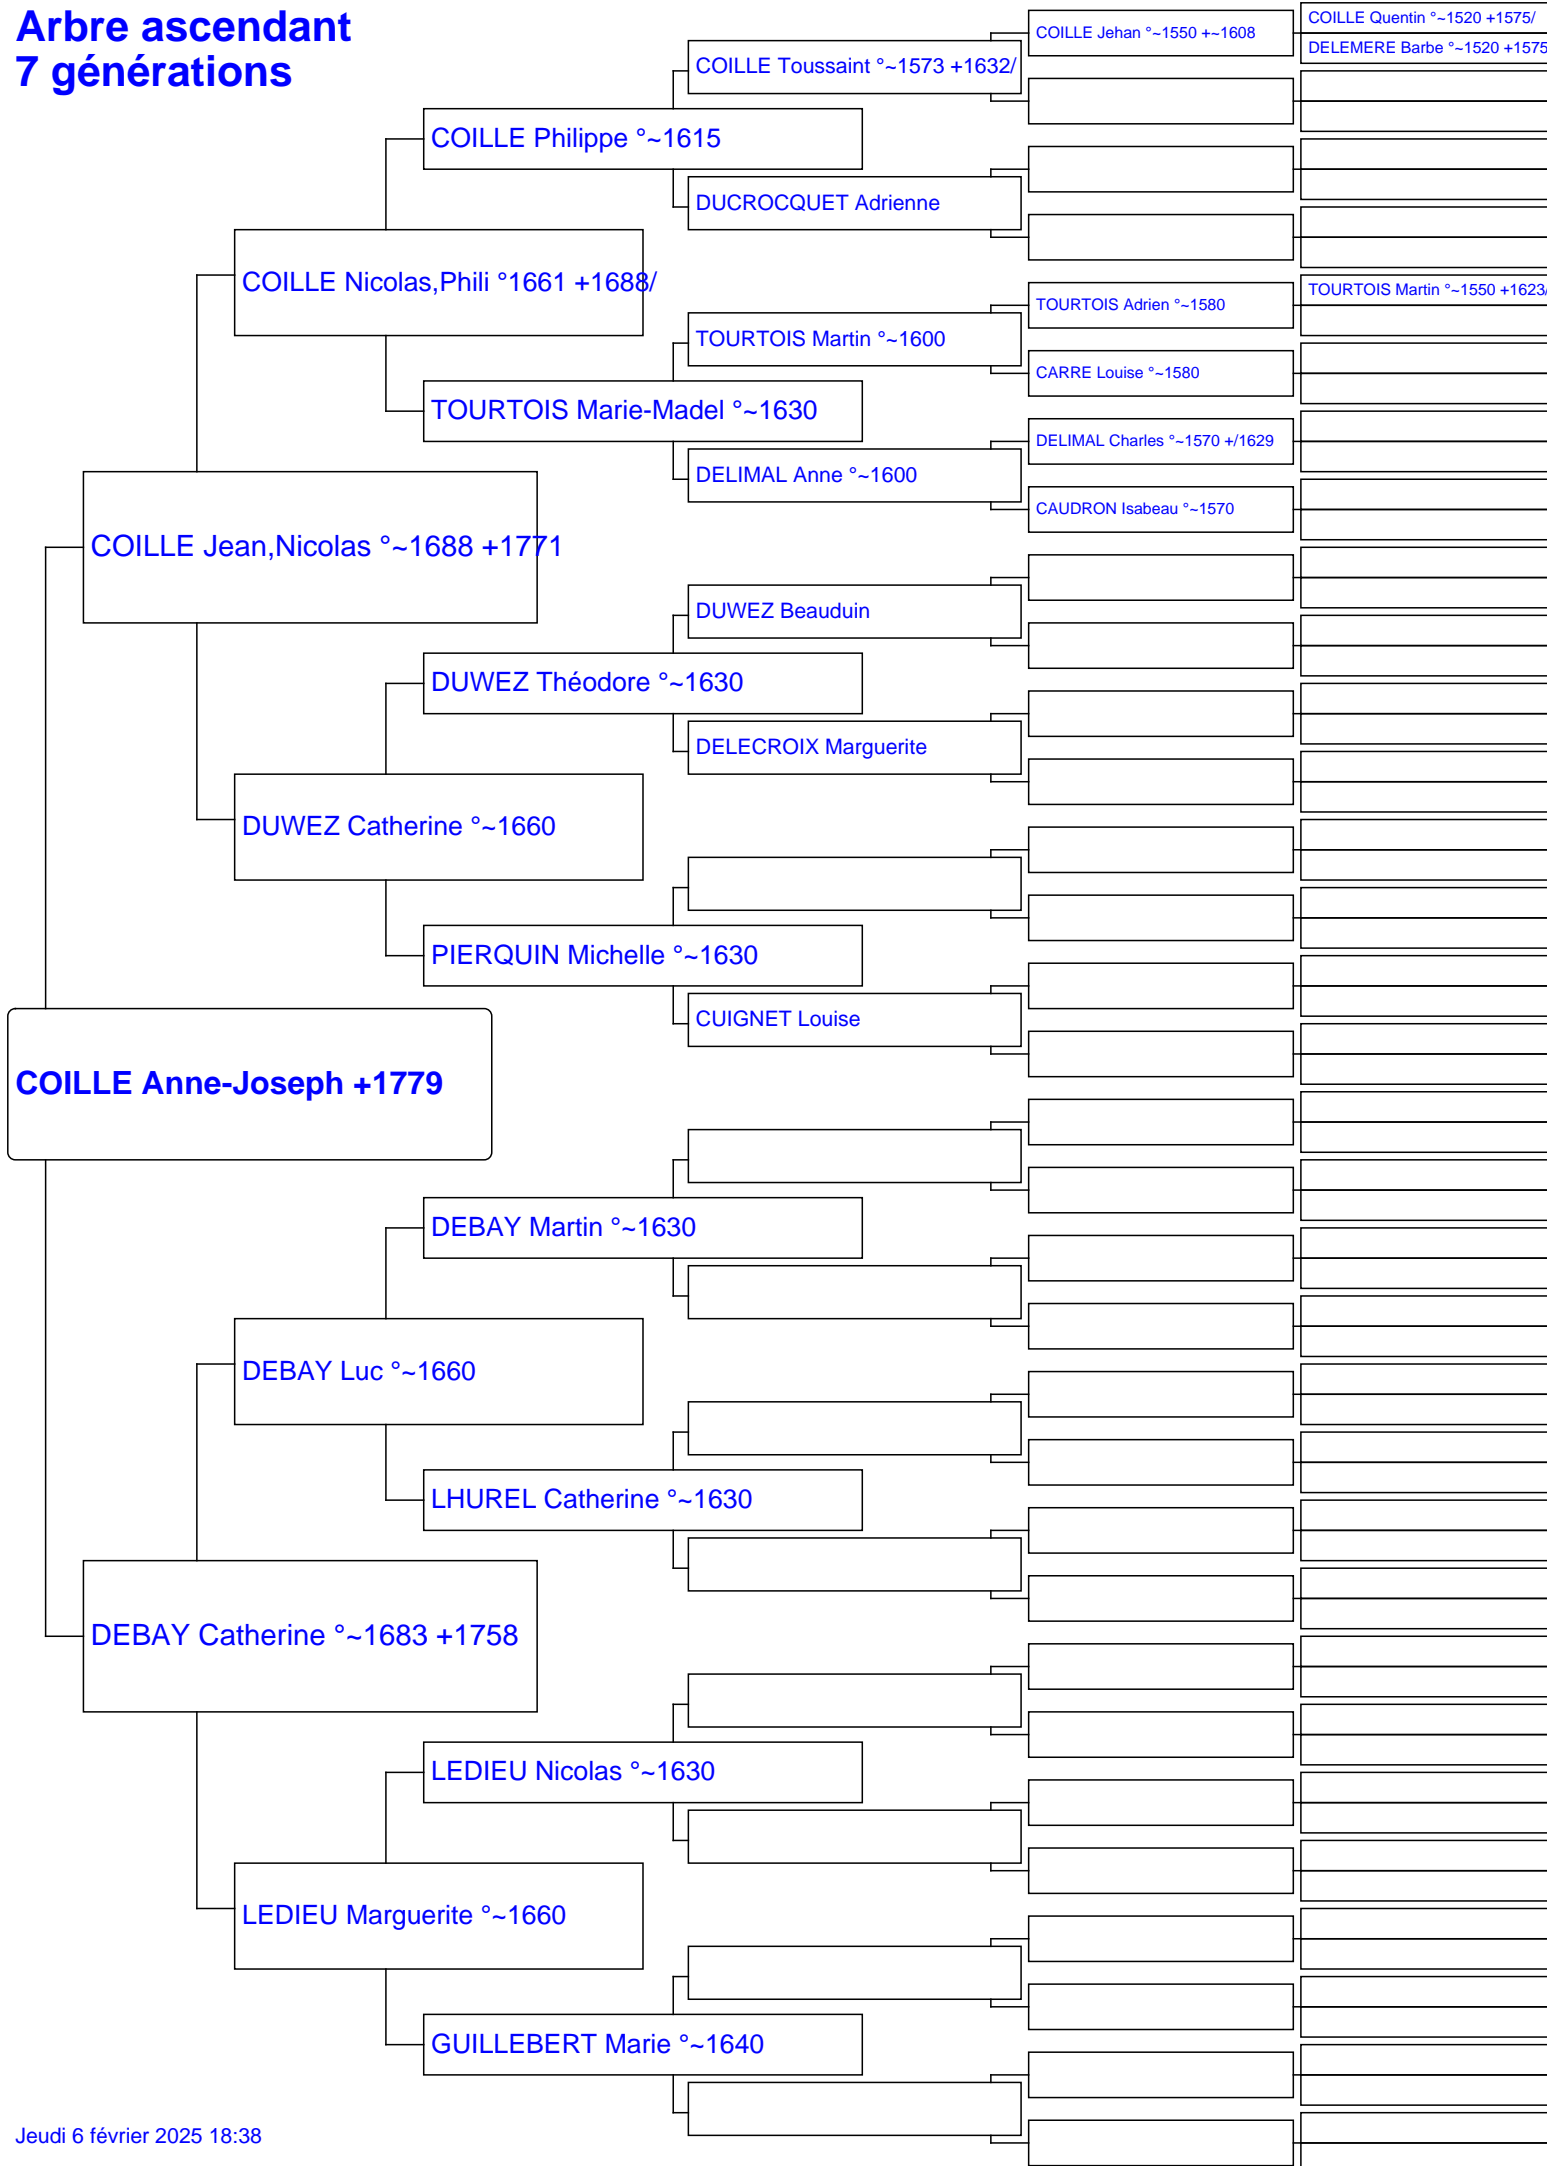 Arbre ascendant
7 générations
COILLE Quentin °~1520 +1575/
COILLE Jehan °~1550 +~1608
DELEMERE Barbe °~1520 +1575
COILLE Toussaint °~1573 +1632/
COILLE Philippe °~1615
DUCROCQUET Adrienne
COILLE Nicolas,Phili °1661 +1688/
TOURTOIS Martin °~1550 +1623/
TOURTOIS Adrien °~1580
TOURTOIS Martin °~1600
CARRE Louise °~1580
TOURTOIS Marie-Madel °~1630
DELIMAL Charles °~1570 +/1629
DELIMAL Anne °~1600
CAUDRON Isabeau °~1570
COILLE Jean,Nicolas °~1688 +1771
DUWEZ Beauduin
DUWEZ Théodore °~1630
DELECROIX Marguerite
DUWEZ Catherine °~1660
PIERQUIN Michelle °~1630
CUIGNET Louise
COILLE Anne-Joseph +1779
DEBAY Martin °~1630
DEBAY Luc °~1660
LHUREL Catherine °~1630
DEBAY Catherine °~1683 +1758
LEDIEU Nicolas °~1630
LEDIEU Marguerite °~1660
GUILLEBERT Marie °~1640
Jeudi 6 février 2025 18:38